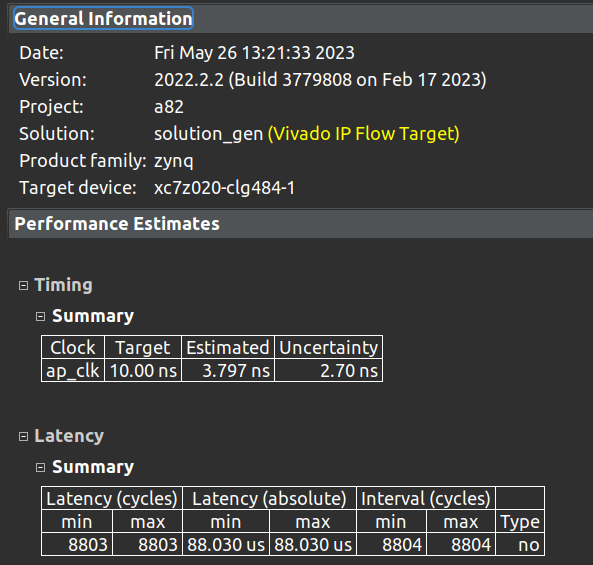 General Information
Date: Fri May 26 13:21:33 2023
Version: 2022.2.2 (Build 3779808 on Feb 17 2023)
Project: a82
Solution: solution_gen (Vivado IP Flow Target)
Product family: zynq
Target device: xc7z020-clg484-1
Performance Estimates
Timing
Summary
Clock Target Estimated Uncertainty
ap_clk 10.00 ns 3.797 ns 2.70 ns
Latency
Summary
Latency (cycles) Latency (absolute) Interval (cycles)
min max min max min max Type
8803 8803 88.030 us 88.030 us 8804 8804 no